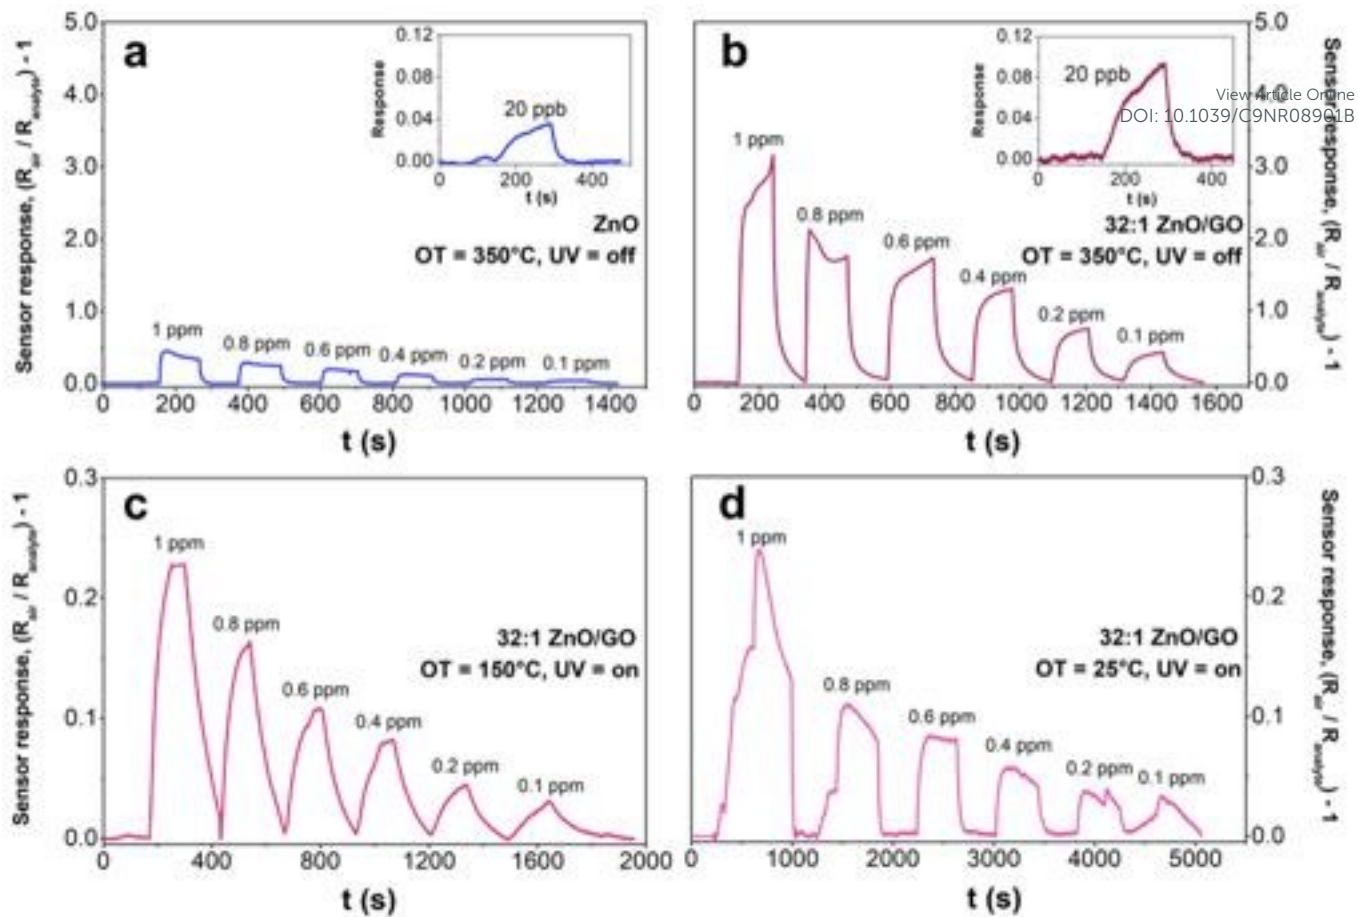 a
5.0
4.0
3.0
2.0
1.0
0.0
Sensor response, (R_air / R_analyte) - 1
0.12
0.08
0.04
0.00
Response
20 ppb
0 200 400
t (s)
ZnO
OT = 350°C, UV = off
1 ppm
0.8 ppm
0.6 ppm
0.4 ppm
0.2 ppm
0.1 ppm
0 200 400 600 800 1000 1200 1400
t (s)
b
5.0
4.0
3.0
2.0
1.0
0.0
Sensor response, (R_air / R_analyte) - 1
View Article Online
DOI: 10.1039/C9NR08901B
0.12
0.08
0.04
0.00
Response
20 ppb
0 200 400
t (s)
32:1 ZnO/GO
OT = 350°C, UV = off
1 ppm
0.8 ppm
0.6 ppm
0.4 ppm
0.2 ppm
0.1 ppm
0 200 400 600 800 1000 1200 1400 1600
t (s)
c
0.3
0.2
0.1
0.0
Sensor response, (R_air / R_analyte) - 1
1 ppm
0.8 ppm
0.6 ppm
0.4 ppm
0.2 ppm
0.1 ppm
32:1 ZnO/GO
OT = 150°C, UV = on
0 400 800 1200 1600 2000
t (s)
d
0.3
0.2
0.1
0.0
Sensor response, (R_air / R_analyte) - 1
1 ppm
0.8 ppm
0.6 ppm
0.4 ppm
0.2 ppm
0.1 ppm
32:1 ZnO/GO
OT = 25°C, UV = on
0 1000 2000 3000 4000 5000
t (s)